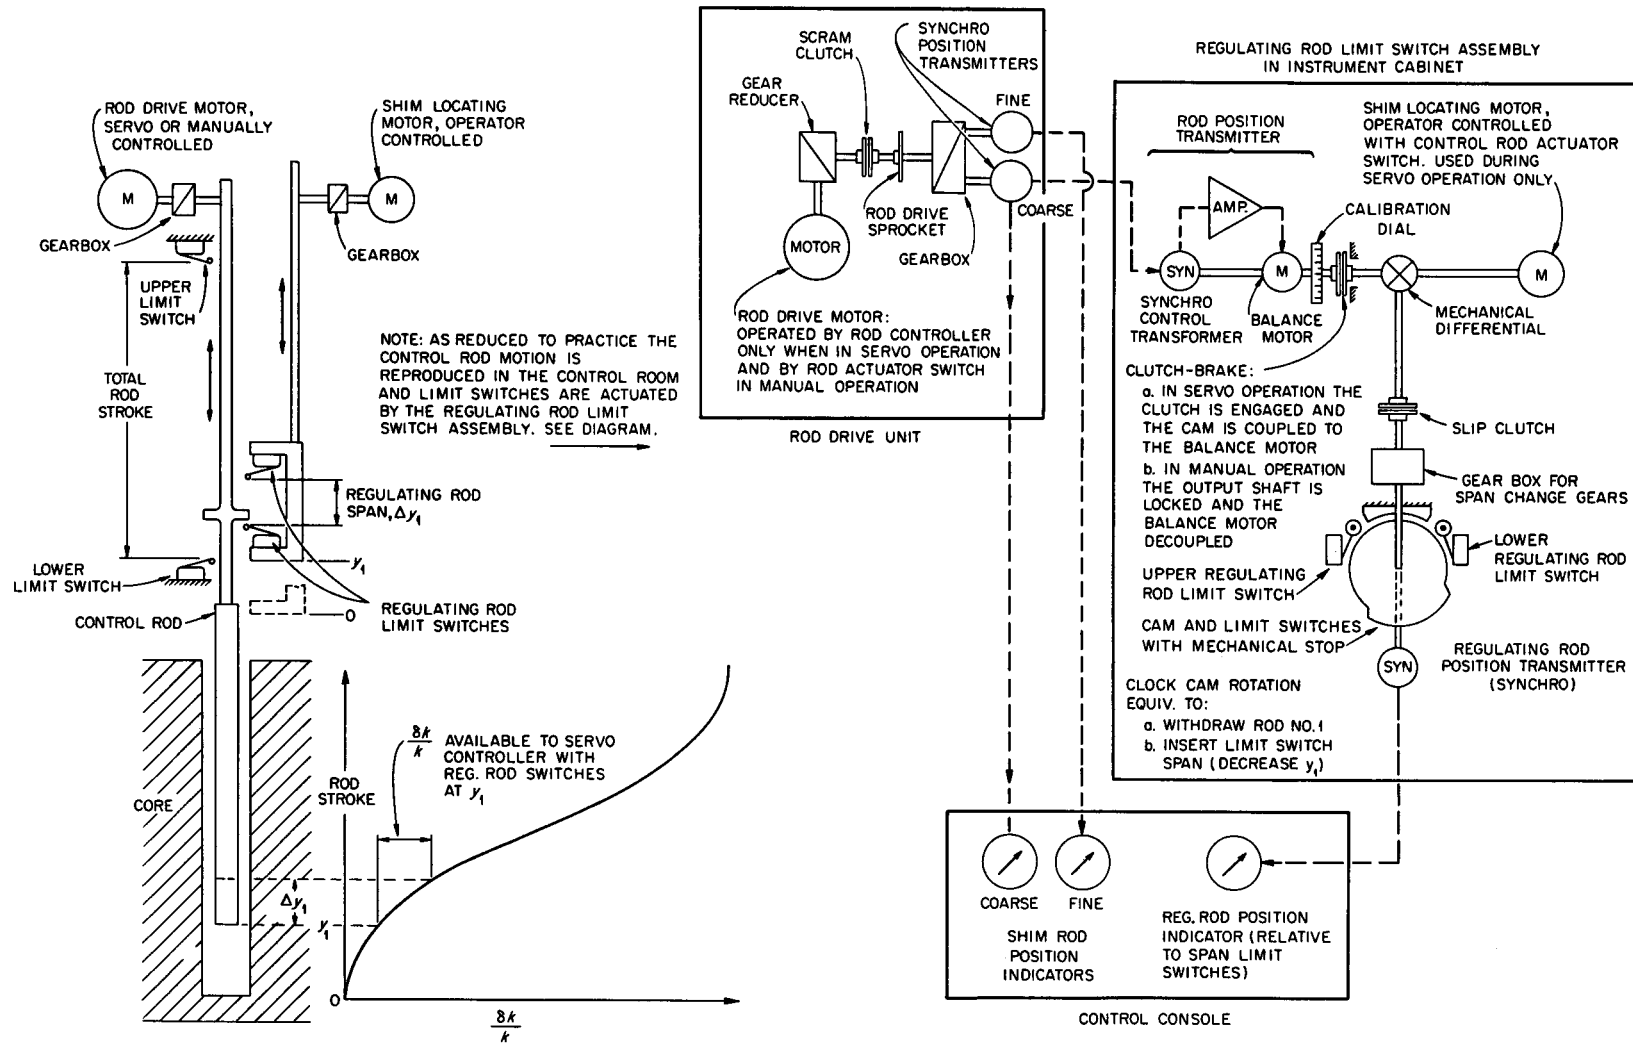 ROD DRIVE MOTOR,
SERVO OR MANUALLY
CONTROLLED
SHIM LOCATING
MOTOR, OPERATOR
CONTROLLED
M
M
GEARBOX
GEARBOX
UPPER
LIMIT
SWITCH
TOTAL
ROD
STROKE
NOTE: AS REDUCED TO PRACTICE THE
CONTROL ROD MOTION IS
REPRODUCED IN THE CONTROL ROOM
AND LIMIT SWITCHES ARE ACTUATED
BY THE REGULATING ROD LIMIT
SWITCH ASSEMBLY. SEE DIAGRAM.
REGULATING ROD
SPAN, Δy₁
y₁
LOWER
LIMIT SWITCH
O
CONTROL ROD
REGULATING ROD
LIMIT SWITCHES
δk/k AVAILABLE TO SERVO
CONTROLLER WITH
REG. ROD SWITCHES
AT y₁
ROD
STROKE
CORE
Δy₁
y₁
O
δk/k
SCRAM
CLUTCH
SYNCHRO
POSITION
TRANSMITTERS
GEAR
REDUCER
FINE
COARSE
ROD DRIVE
SPROCKET
MOTOR
GEARBOX
ROD DRIVE MOTOR:
OPERATED BY ROD CONTROLLER
ONLY WHEN IN SERVO OPERATION
AND BY ROD ACTUATOR SWITCH
IN MANUAL OPERATION
ROD DRIVE UNIT
REGULATING ROD LIMIT SWITCH ASSEMBLY
IN INSTRUMENT CABINET
ROD POSITION
TRANSMITTER
SHIM LOCATING MOTOR,
OPERATOR CONTROLLED
WITH CONTROL ROD ACTUATOR
SWITCH. USED DURING
SERVO OPERATION ONLY
AMP.
CALIBRATION
DIAL
SYN
M
M
SYNCHRO
CONTROL
TRANSFORMER
BALANCE
MOTOR
MECHANICAL
DIFFERENTIAL
CLUTCH-BRAKE:
a. IN SERVO OPERATION THE
CLUTCH IS ENGAGED AND
THE CAM IS COUPLED TO
THE BALANCE MOTOR
b. IN MANUAL OPERATION
THE OUTPUT SHAFT IS
LOCKED AND THE
BALANCE MOTOR
DECOUPLED
SLIP CLUTCH
GEAR BOX FOR
SPAN CHANGE GEARS
LOWER
REGULATING ROD
LIMIT SWITCH
UPPER REGULATING
ROD LIMIT SWITCH
CAM AND LIMIT SWITCHES
WITH MECHANICAL STOP
SYN
REGULATING ROD
POSITION TRANSMITTER
(SYNCHRO)
CLOCK CAM ROTATION
EQUIV. TO:
a. WITHDRAW ROD NO.1
b. INSERT LIMIT SWITCH
SPAN (DECREASE y₁)
COARSE
FINE
SHIM ROD
POSITION
INDICATORS
REG. ROD POSITION
INDICATOR (RELATIVE
TO SPAN LIMIT
SWITCHES)
CONTROL CONSOLE